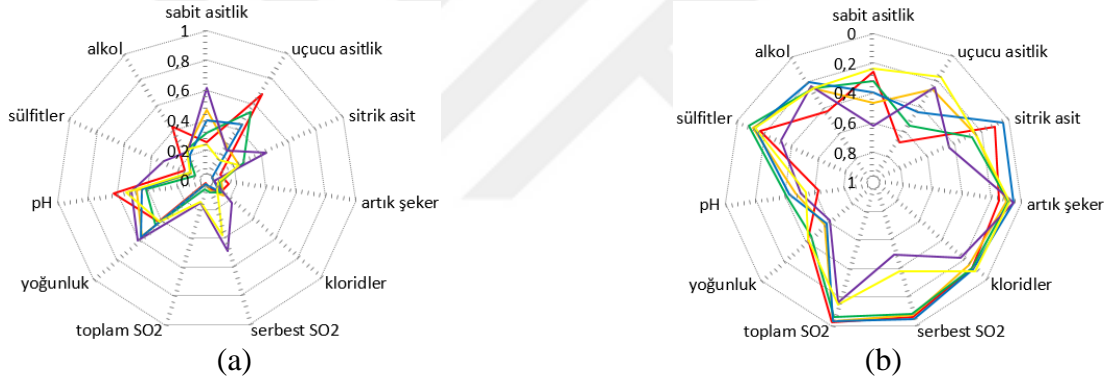 sabit asitlik
1
0,8
0,6
0,4
0,2
0
uçucu asitlik
sitrik asit
artık şeker
kloridler
serbest SO2
toplam SO2
yoğunluk
pH
sülfitler
alkol
(a)
sabit asitlik
0
0,2
0,4
0,6
0,8
1
uçucu asitlik
sitrik asit
artık şeker
kloridler
serbest SO2
toplam SO2
yoğunluk
pH
sülfitler
alkol
(b)